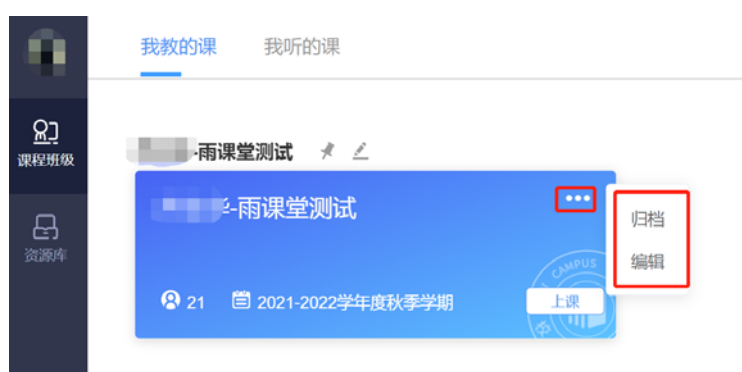 我教的课 我听的课
课程班级
-雨课堂测试
-雨课堂测试
归档
资源库
编辑
CAMPUS
21 2021-2022学年度秋季学期
上课